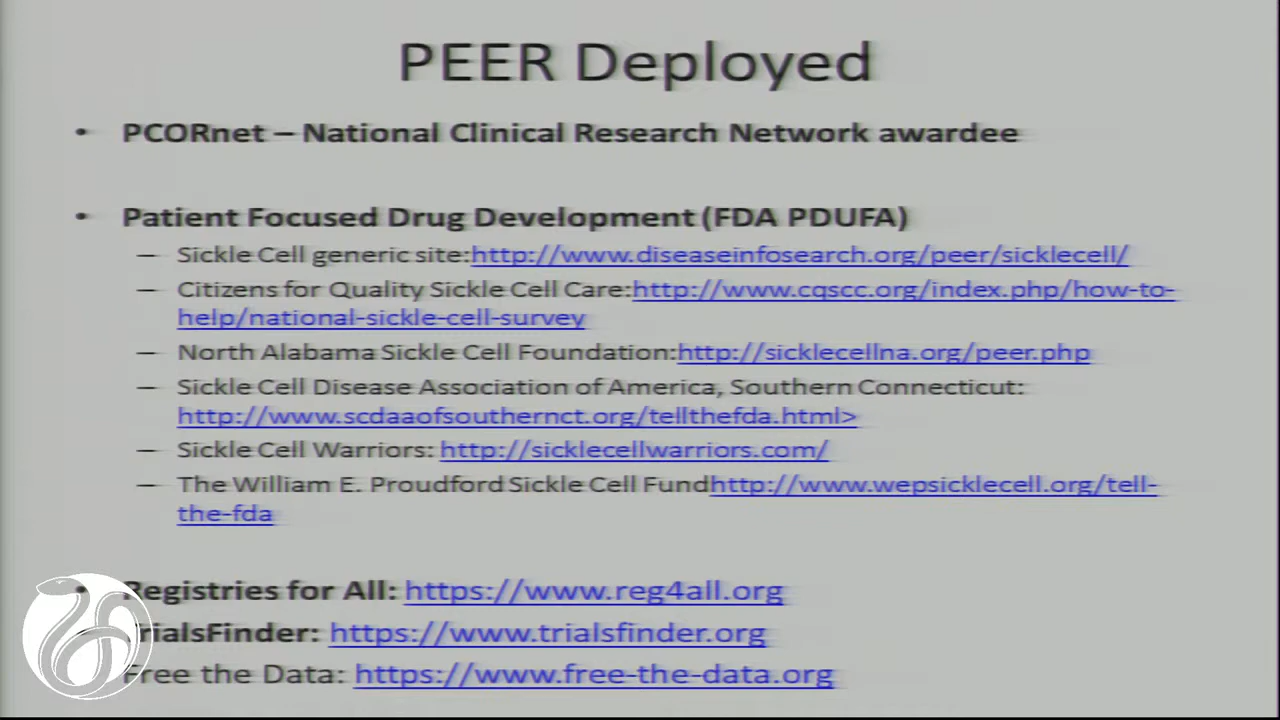 PEER Deployed
• PCORnet – National Clinical Research Network awardee
• Patient Focused Drug Development (FDA PDUFA)
– Sickle Cell generic site:http://www.diseaseinfosearch.org/peer/sicklecell/
– Citizens for Quality Sickle Cell Care:http://www.cqscc.org/index.php/how-to-
help/national-sickle-cell-survey
– North Alabama Sickle Cell Foundation:http://sicklecellna.org/peer.php
– Sickle Cell Disease Association of America, Southern Connecticut:
http://www.scdaaofsouthernct.org/tellthefda.html>
– Sickle Cell Warriors: http://sicklecellwarriors.com/
– The William E. Proudford Sickle Cell Fundhttp://www.wepsicklecell.org/tell-
the-fda
• Registries for All: https://www.reg4all.org
TrialsFinder: https://www.trialsfinder.org
Free the Data: https://www.free-the-data.org